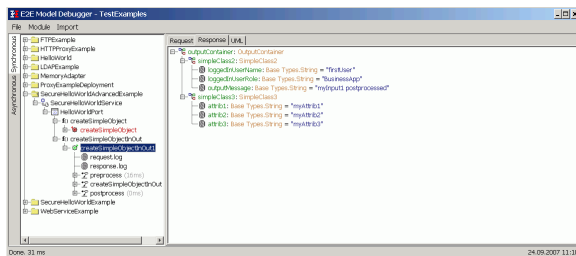 E2E Model Debugger - TestExamples
File Module Import
Synchronous
Asynchronous
FTPExample
HTTPProxyExample
HelloWorld
LDAPExample
MemoryAdapter
ProxyExampleDeployment
SecureHelloWorldAdvancedExample
SecureHelloWorldService
HelloWorldPort
createSimpleObject
createSimpleObject
createSimpleObjectInOut
createSimpleObjectInOut1
request.log
response.log
preprocess (16ms)
createSimpleObjectInOut
postprocess (0ms)
SecureHelloWorldExample
WebServiceExample
Request Response UML
outputContainer: OutputContainer
simpleClass2: SimpleClass2
loggedInUserName: Base Types.String = "firstUser"
loggedInUserRole: Base Types.String = "BusinessApp"
outputMessage: Base Types.String = "myInput1 postprocessed"
simpleClass3: SimpleClass3
attrib1: Base Types.String = "myAttrib1"
attrib2: Base Types.String = "myAttrib2"
attrib3: Base Types.String = "myAttrib3"
Done. 31 ms
24.09.2007 11:18